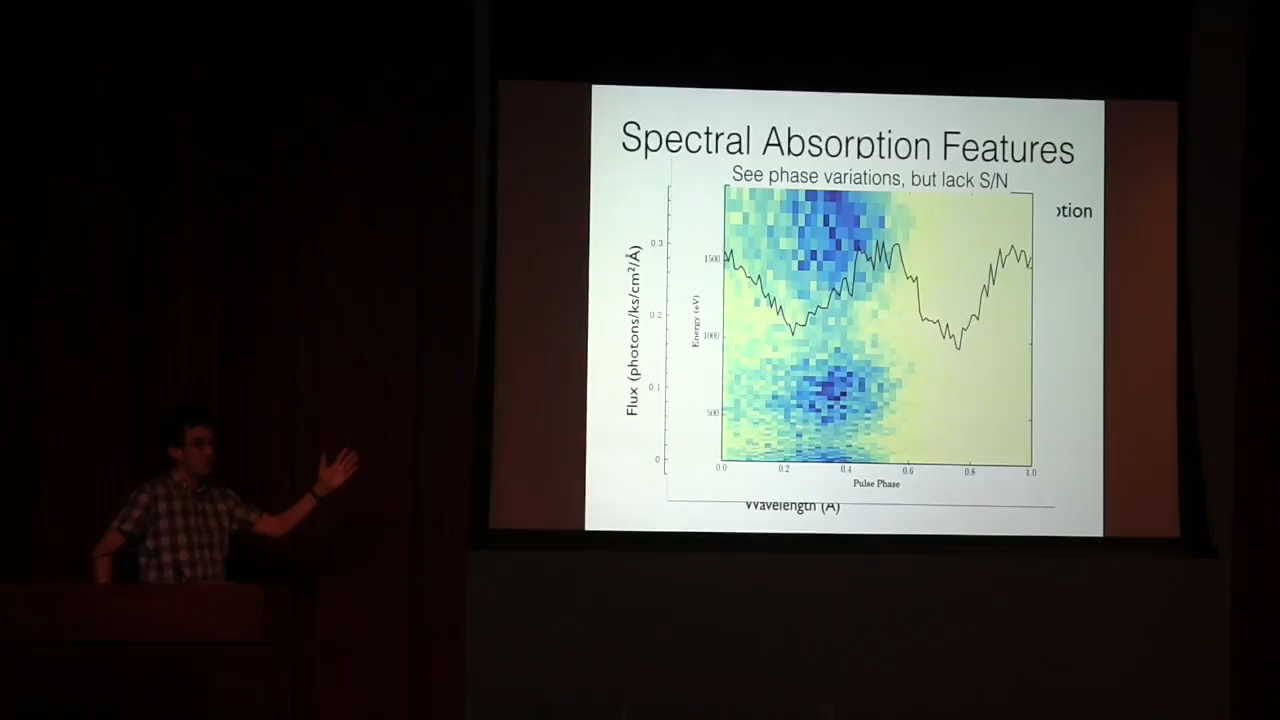 Spectral Absorption Features
See phase variations, but lack S/N
ption
Flux (photons/ks/cm²/Å)
0.3
0.2
0.1
0
Energy (eV)
1500
1000
500
0.0 0.2 0.4 0.6 0.8 1.0
Pulse Phase
Wavelength (Å)